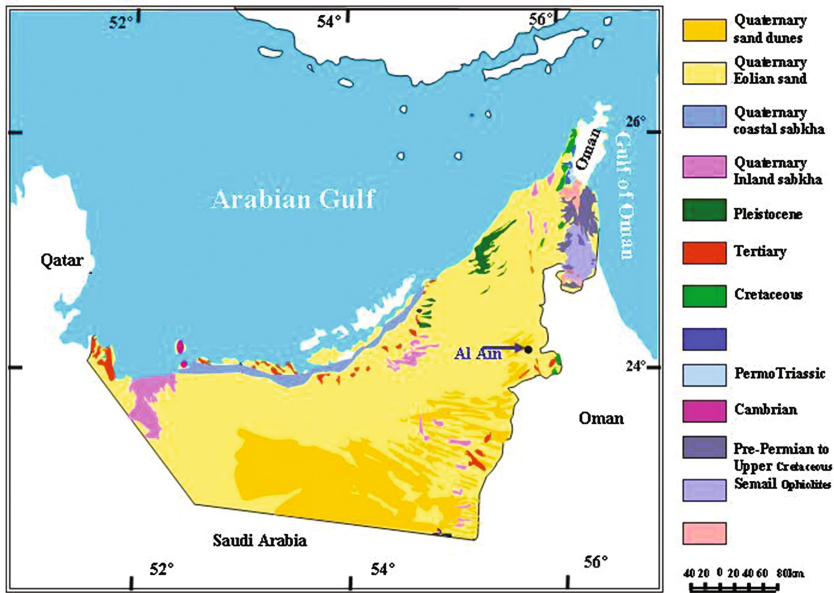 52°
54°
56°
26°
Oman
Gulf of Oman
Arabian Gulf
Qatar
Al Ain
24°
Oman
Saudi Arabia
52°
54°
56°
Quaternary
sand dunes
Quaternary
Eolian sand
Quaternary
coastal sabkha
Quaternary
Inland sabkha
Pleistocene
Tertiary
Cretaceous
PermoTriassic
Cambrian
Pre-Permian to
Upper Cretaceous
Semail Ophiolites
40 20 0 20 40 60 80km.